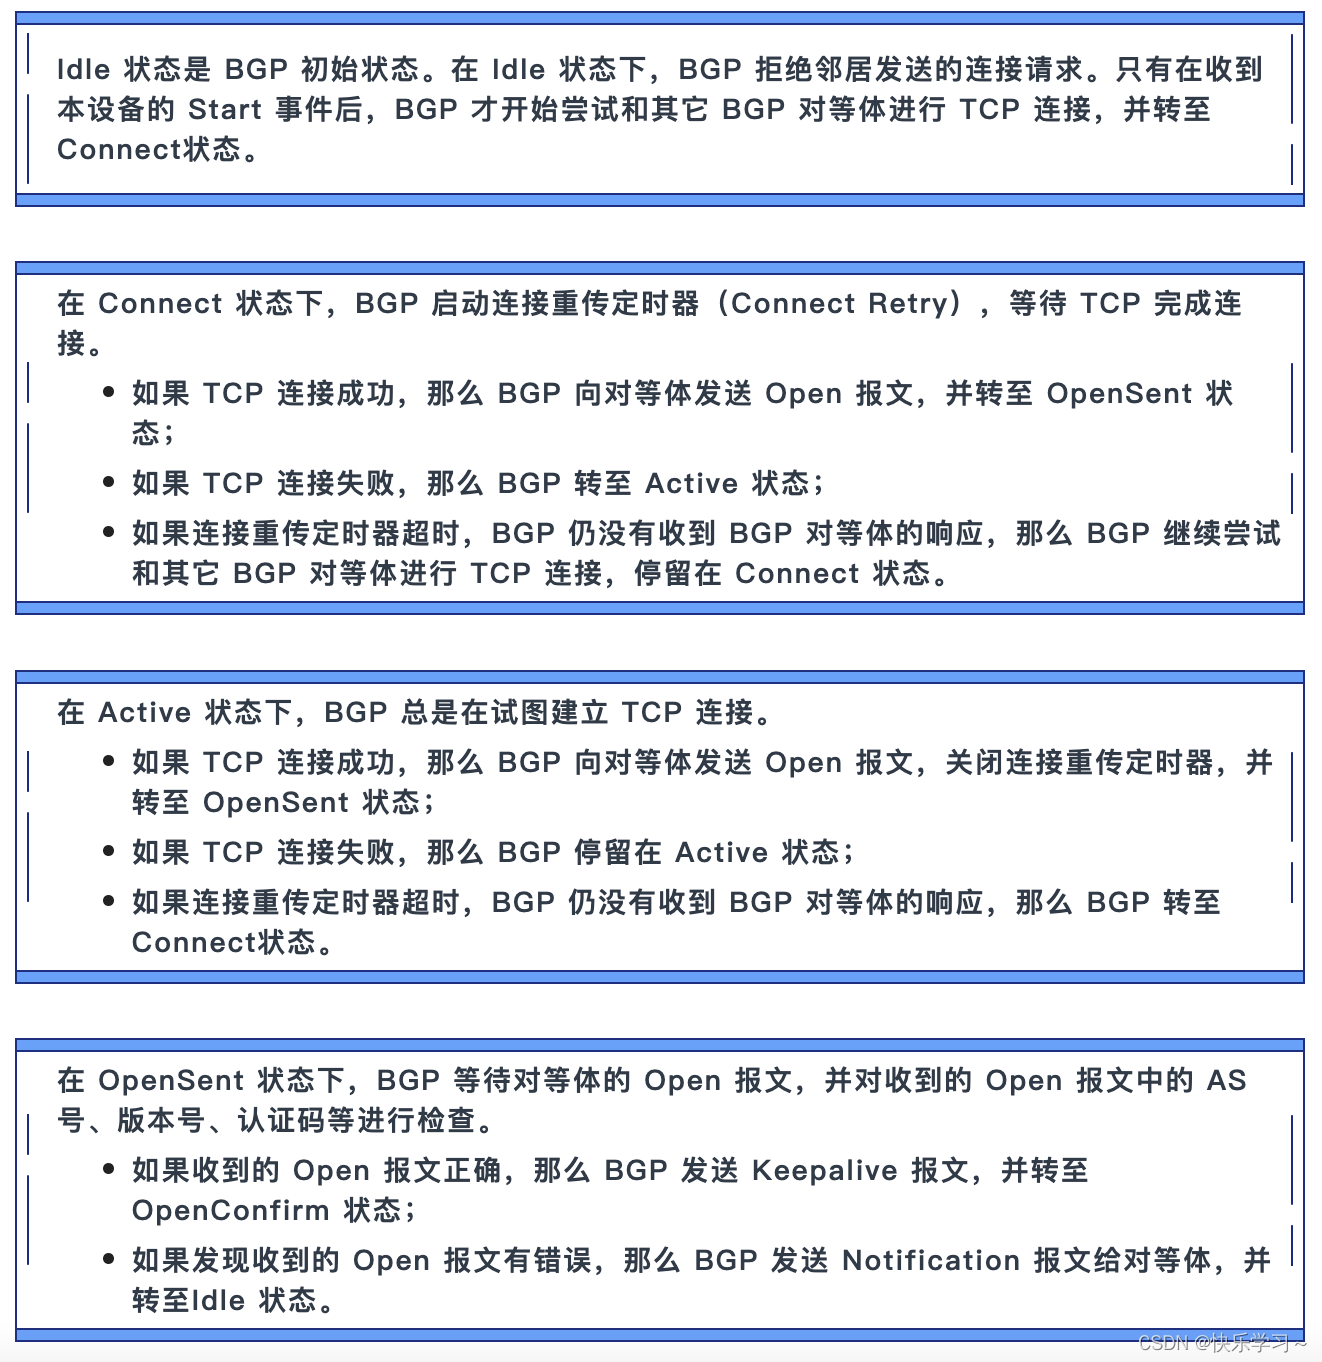 Idle 状态是 BGP 初始状态。在 Idle 状态下，BGP 拒绝邻居发送的连接请求。只有在收到
本设备的 Start 事件后，BGP 才开始尝试和其它 BGP 对等体进行 TCP 连接，并转至
Connect状态。
在 Connect 状态下，BGP 启动连接重传定时器（Connect Retry），等待 TCP 完成连
接。
• 如果 TCP 连接成功，那么 BGP 向对等体发送 Open 报文，并转至 OpenSent 状
态；
• 如果 TCP 连接失败，那么 BGP 转至 Active 状态；
• 如果连接重传定时器超时，BGP 仍没有收到 BGP 对等体的响应，那么 BGP 继续尝试
和其它 BGP 对等体进行 TCP 连接，停留在 Connect 状态。
在 Active 状态下，BGP 总是在试图建立 TCP 连接。
• 如果 TCP 连接成功，那么 BGP 向对等体发送 Open 报文，关闭连接重传定时器，并
转至 OpenSent 状态；
• 如果 TCP 连接失败，那么 BGP 停留在 Active 状态；
• 如果连接重传定时器超时，BGP 仍没有收到 BGP 对等体的响应，那么 BGP 转至
Connect状态。
在 OpenSent 状态下，BGP 等待对等体的 Open 报文，并对收到的 Open 报文中的 AS
号、版本号、认证码等进行检查。
• 如果收到的 Open 报文正确，那么 BGP 发送 Keepalive 报文，并转至
OpenConfirm 状态；
• 如果发现收到的 Open 报文有错误，那么 BGP 发送 Notification 报文给对等体，并
转至Idle 状态。
CSDN @快乐学习～